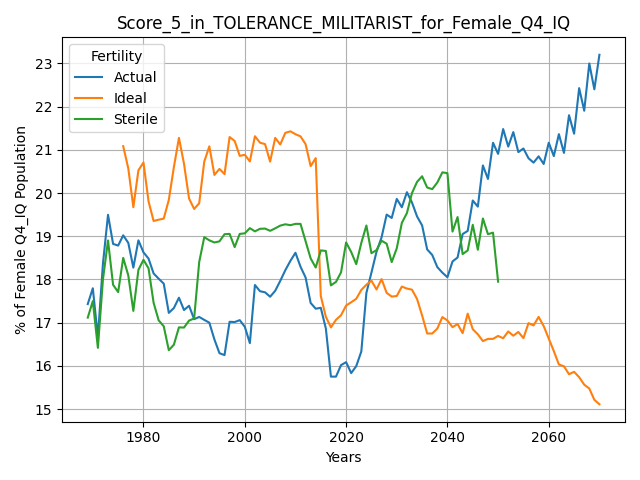 Score_5_in_TOLERANCE_MILITARIST_for_Female_Q4_IQ
Fertility
Actual
Ideal
Sterile
% of Female Q4_IQ Population
23
22
21
20
19
18
17
16
15
1980
2000
2020
2040
2060
Years